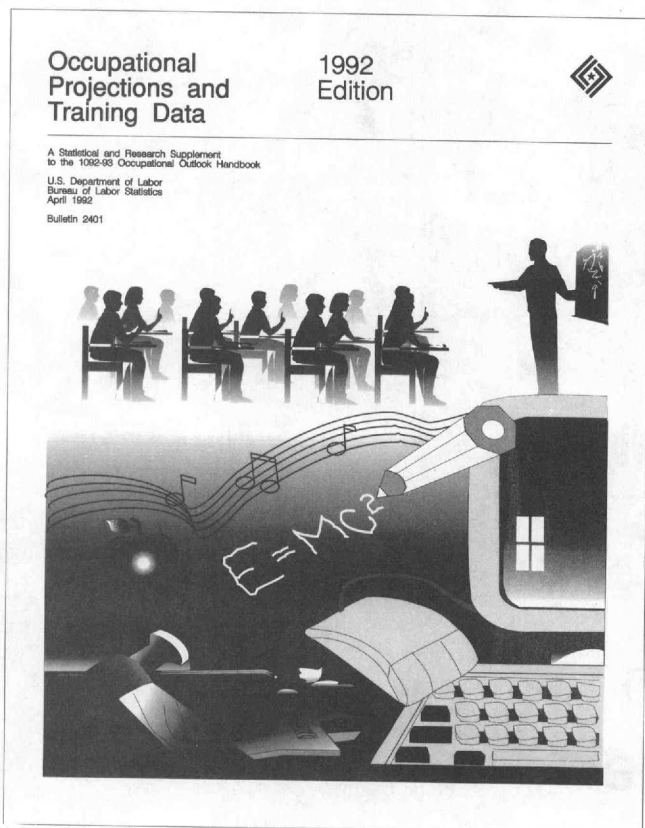 Occupational
Projections and
Training Data
1992
Edition
A Statistical and Research Supplement
to the 1092-93 Occupational Outlook Handbook
U.S. Department of Labor
Bureau of Labor Statistics
April 1992
Bulletin 2401
E=MC²